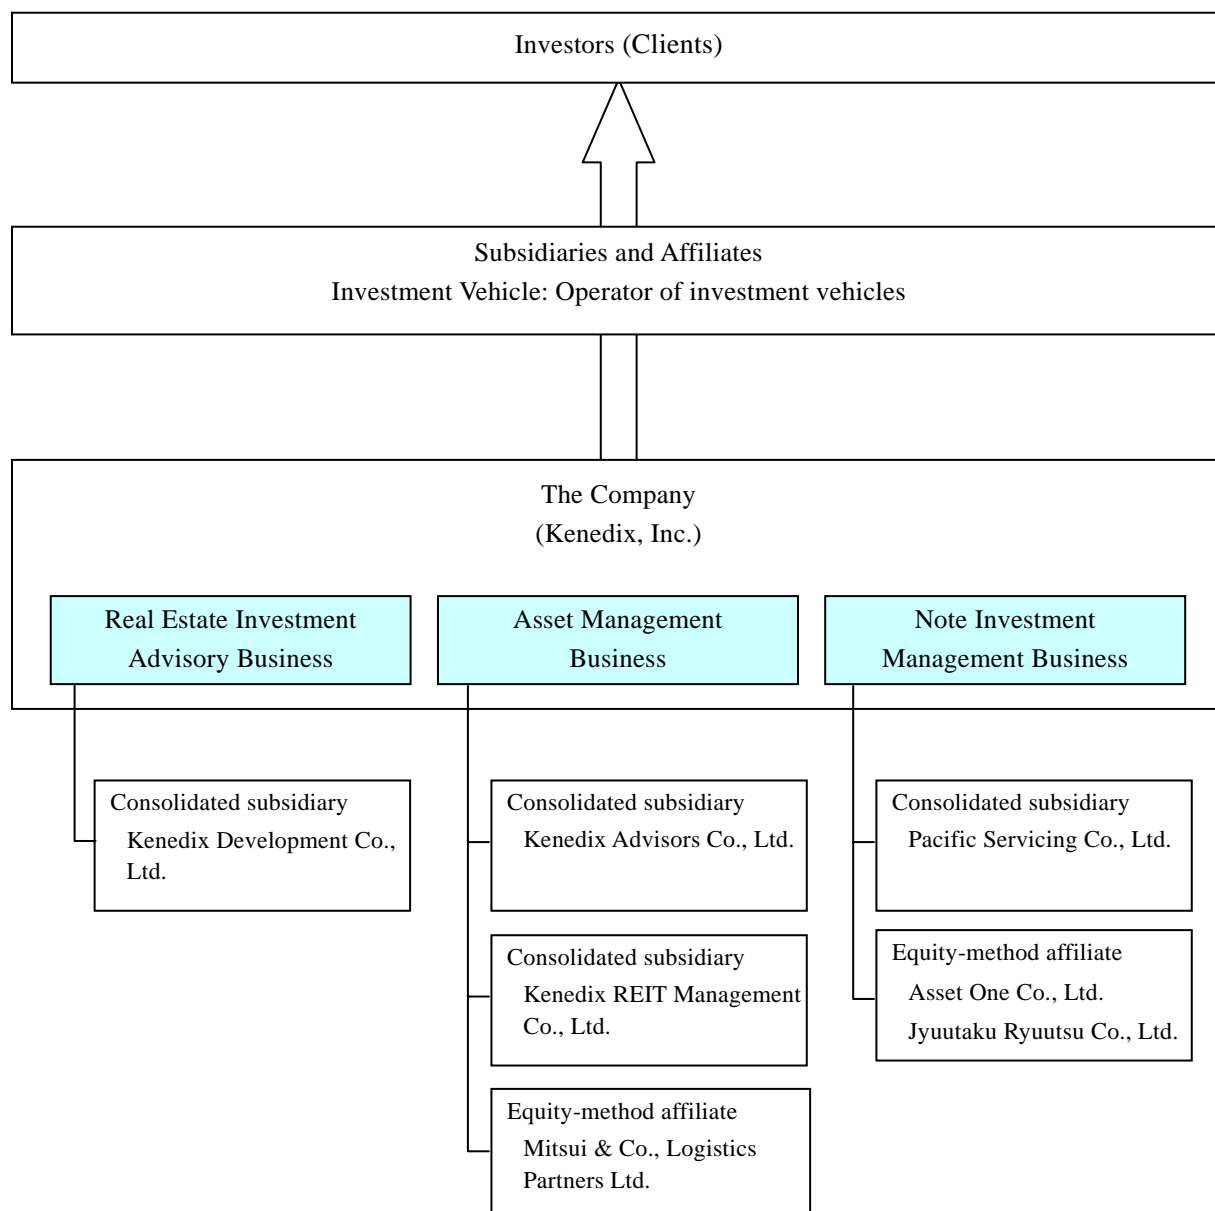 Investors (Clients)
Subsidiaries and Affiliates
Investment Vehicle: Operator of investment vehicles
The Company
(Kenedix, Inc.)
Real Estate Investment
Advisory Business
Asset Management
Business
Note Investment
Management Business
Consolidated subsidiary
Kenedix Development Co.,
Ltd.
Consolidated subsidiary
Kenedix Advisors Co., Ltd.
Consolidated subsidiary
Kenedix REIT Management
Co., Ltd.
Equity-method affiliate
Mitsui & Co., Logistics
Partners Ltd.
Consolidated subsidiary
Pacific Servicing Co., Ltd.
Equity-method affiliate
Asset One Co., Ltd.
Jyuutaku Ryuutsu Co., Ltd.